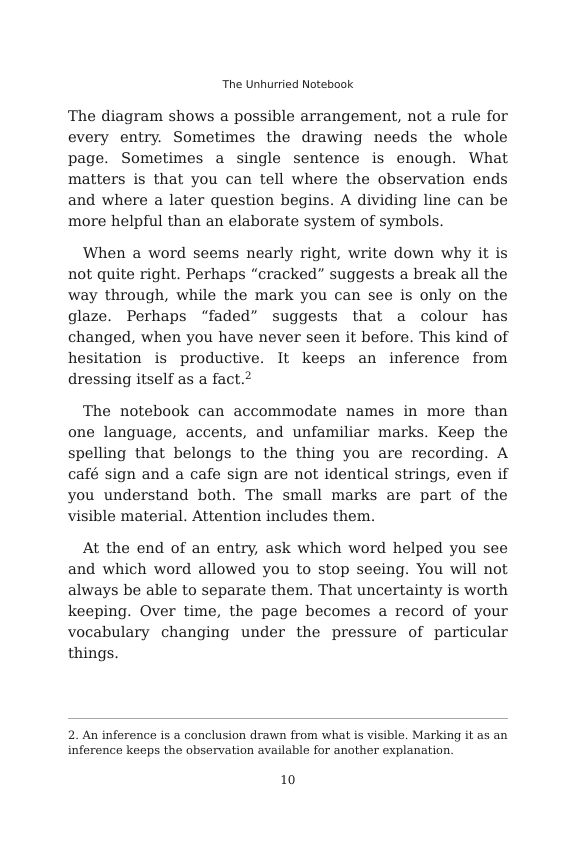 The Unhurried Notebook
The diagram shows a possible arrangement, not a rule for
every entry. Sometimes the drawing needs the whole
page. Sometimes a single sentence is enough. What
matters is that you can tell where the observation ends
and where a later question begins. A dividing line can be
more helpful than an elaborate system of symbols.
When a word seems nearly right, write down why it is
not quite right. Perhaps “cracked” suggests a break all the
way through, while the mark you can see is only on the
glaze. Perhaps “faded” suggests that a colour has
changed, when you have never seen it before. This kind of
hesitation is productive. It keeps an inference from
dressing itself as a fact.2
The notebook can accommodate names in more than
one language, accents, and unfamiliar marks. Keep the
spelling that belongs to the thing you are recording. A
café sign and a cafe sign are not identical strings, even if
you understand both. The small marks are part of the
visible material. Attention includes them.
At the end of an entry, ask which word helped you see
and which word allowed you to stop seeing. You will not
always be able to separate them. That uncertainty is worth
keeping. Over time, the page becomes a record of your
vocabulary changing under the pressure of particular
things.
2. An inference is a conclusion drawn from what is visible. Marking it as an
inference keeps the observation available for another explanation.
10